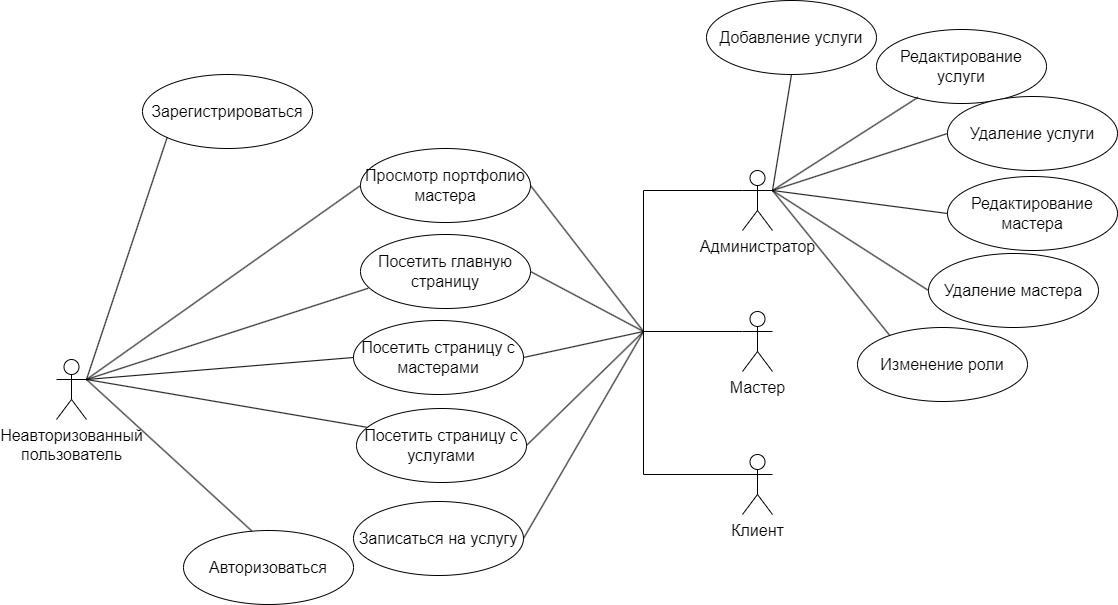 Добавление услуги
Редактирование
услуги
Зарегистрироваться
Удаление услуги
Просмотр портфолио
мастера
Редактирование
мастера
Администратор
Посетить главную
страницу
Удаление мастера
Посетить страницу с
мастерами
Изменение роли
Мастер
Неавторизованный
пользователь
Посетить страницу с
услугами
Клиент
Записаться на услугу
Авторизоваться